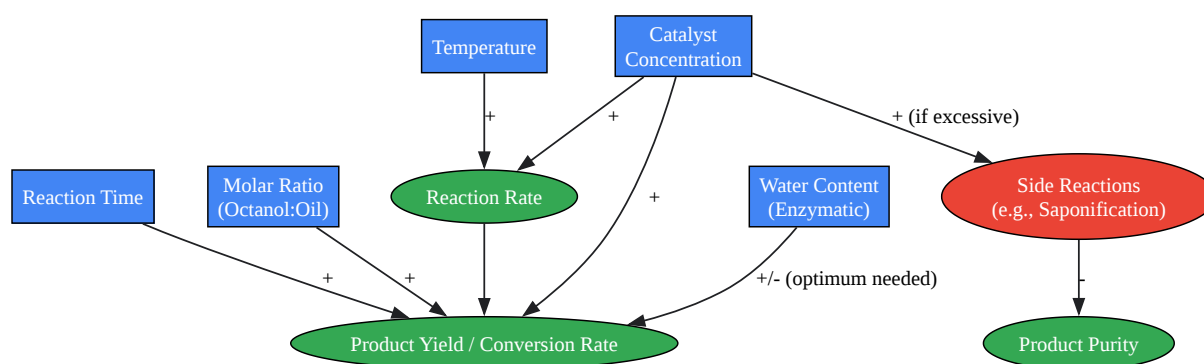 Temperature
Catalyst
Concentration
+
+
+ (if excessive)
Reaction Time
Molar Ratio
(Octanol:Oil)
Reaction Rate
+
Water Content
(Enzymatic)
Side Reactions
(e.g., Saponification)
+
+
+/- (optimum needed)
-
Product Yield / Conversion Rate
Product Purity